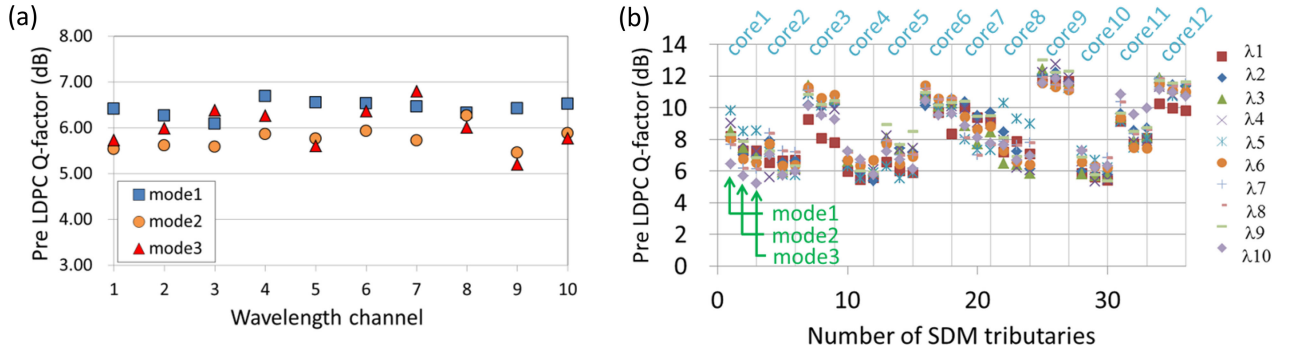 (a)
Pre LDPC Q-factor (dB)
8.00
7.00
6.00
5.00
4.00
3.00
mode1
mode2
mode3
1 2 3 4 5 6 7 8 9 10
Wavelength channel
(b)
Pre LDPC Q-factor (dB)
core1 core2 core3 core4 core5 core6 core7 core8 core9 core10 core11 core12
14
12
10
8
6
4
2
0
mode1
mode2
mode3
0 10 20 30
Number of SDM tributaries
λ1
λ2
λ3
λ4
λ5
λ6
λ7
λ8
λ9
λ10